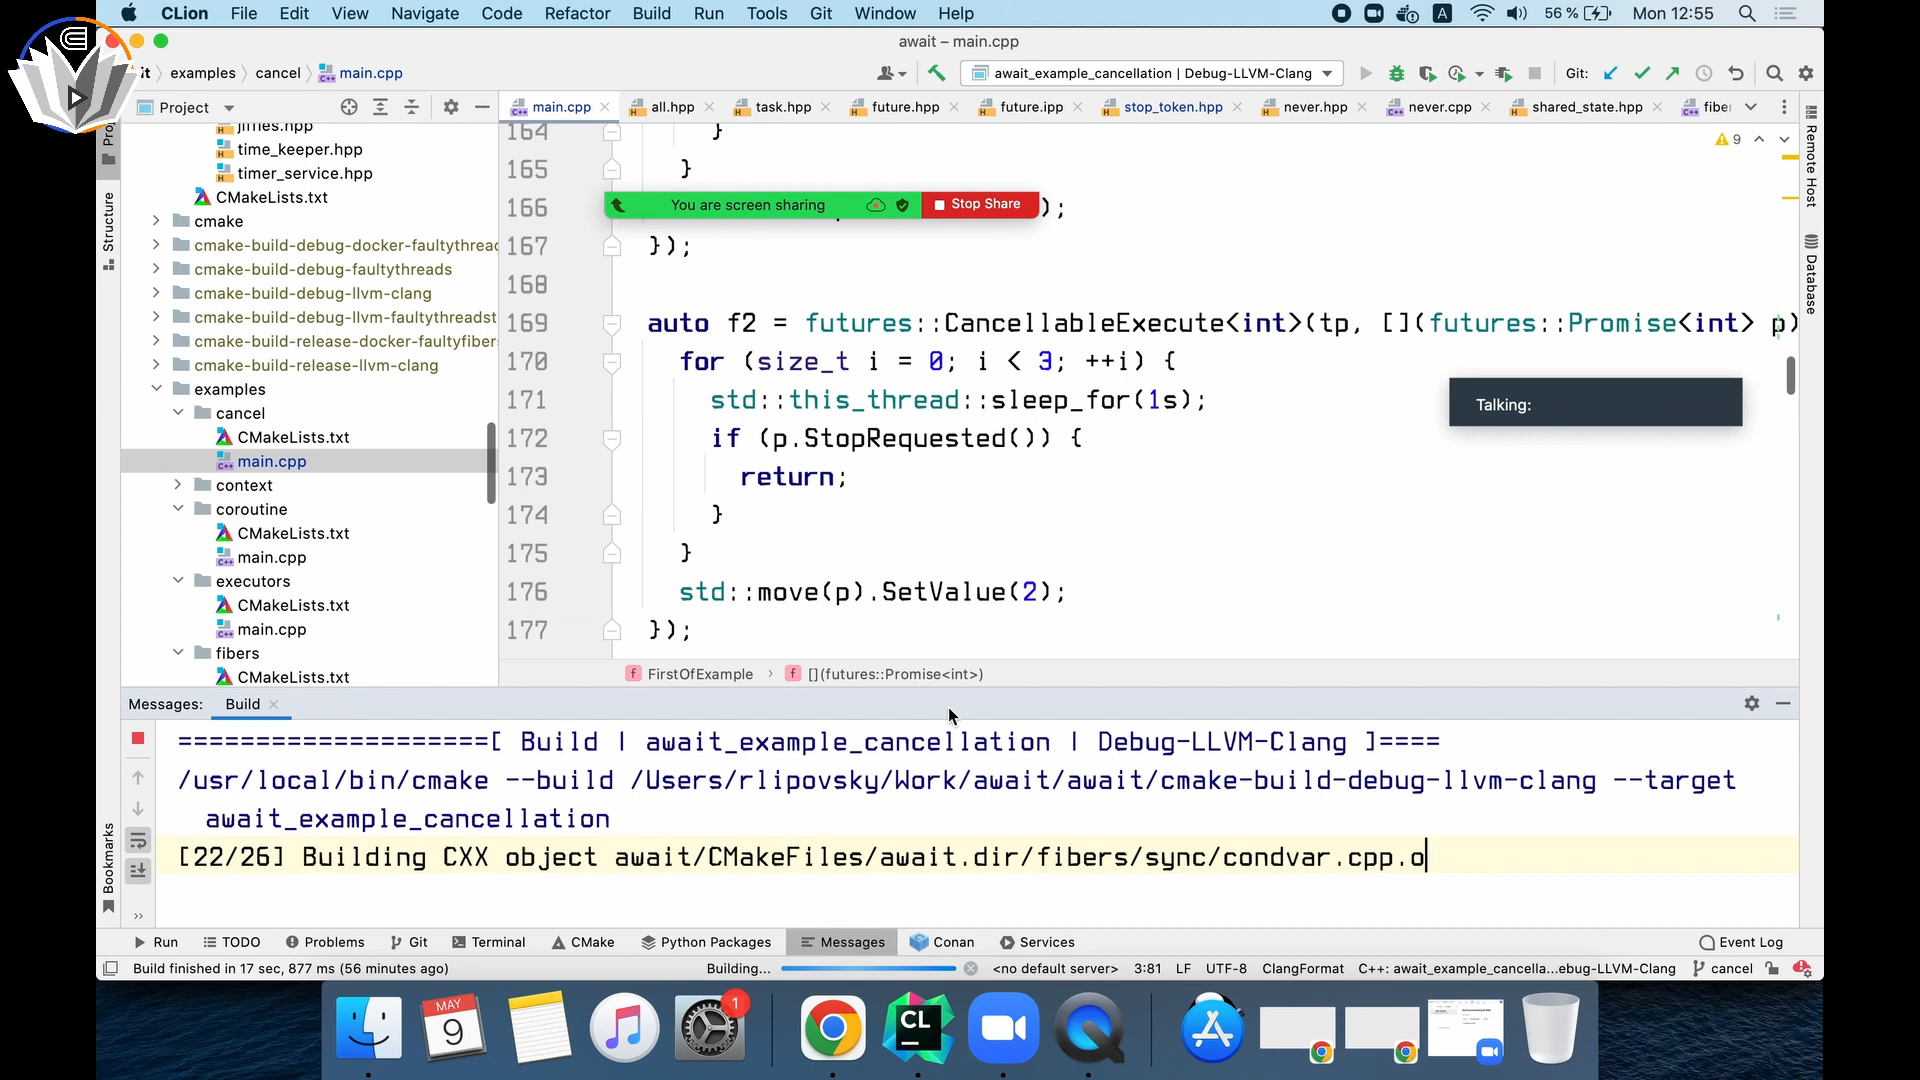 CLion File Edit View Navigate Code Refactor Build Run Tools Git Window Help
A 56 % Mon 12:55
await – main.cpp
it examples cancel main.cpp
await_example_cancellation | Debug-LLVM-Clang Git:
Project
main.cpp all.hpp task.hpp future.hpp future.ipp stop_token.hpp never.hpp never.cpp shared_state.hpp fiber
jiffies.hpp
time_keeper.hpp
timer_service.hpp
CMakeLists.txt
cmake
cmake-build-debug-docker-faultythread
cmake-build-debug-faultythreads
cmake-build-debug-llvm-clang
cmake-build-debug-llvm-faultythreadst
cmake-build-release-docker-faultyfiber
cmake-build-release-llvm-clang
examples
cancel
CMakeLists.txt
main.cpp
context
coroutine
CMakeLists.txt
main.cpp
executors
CMakeLists.txt
main.cpp
fibers
CMakeLists.txt
Structure
Bookmarks
Remote Host
Database
9
164 }
165 }
166 );
You are screen sharing Stop Share
167 });
168
169 auto f2 = futures::CancellableExecute<int>(tp, [](futures::Promise<int> p)
170 for (size_t i = 0; i < 3; ++i) {
171 std::this_thread::sleep_for(1s);
172 if (p.StopRequested()) {
173 return;
174 }
175 }
176 std::move(p).SetValue(2);
177 });
Talking:
f FirstOfExample f [](futures::Promise<int>)
Messages: Build
====================[ Build | await_example_cancellation | Debug-LLVM-Clang ]====
/usr/local/bin/cmake --build /Users/rlipovsky/Work/await/await/cmake-build-debug-llvm-clang --target
await_example_cancellation
[22/26] Building CXX object await/CMakeFiles/await.dir/fibers/sync/condvar.cpp.o
Run TODO Problems Git Terminal CMake Python Packages Messages Conan Services Event Log
Build finished in 17 sec, 877 ms (56 minutes ago) Building... <no default server> 3:81 LF UTF-8 ClangFormat C++: await_example_cancella...ebug-LLVM-Clang cancel
MAY
9
1
CL